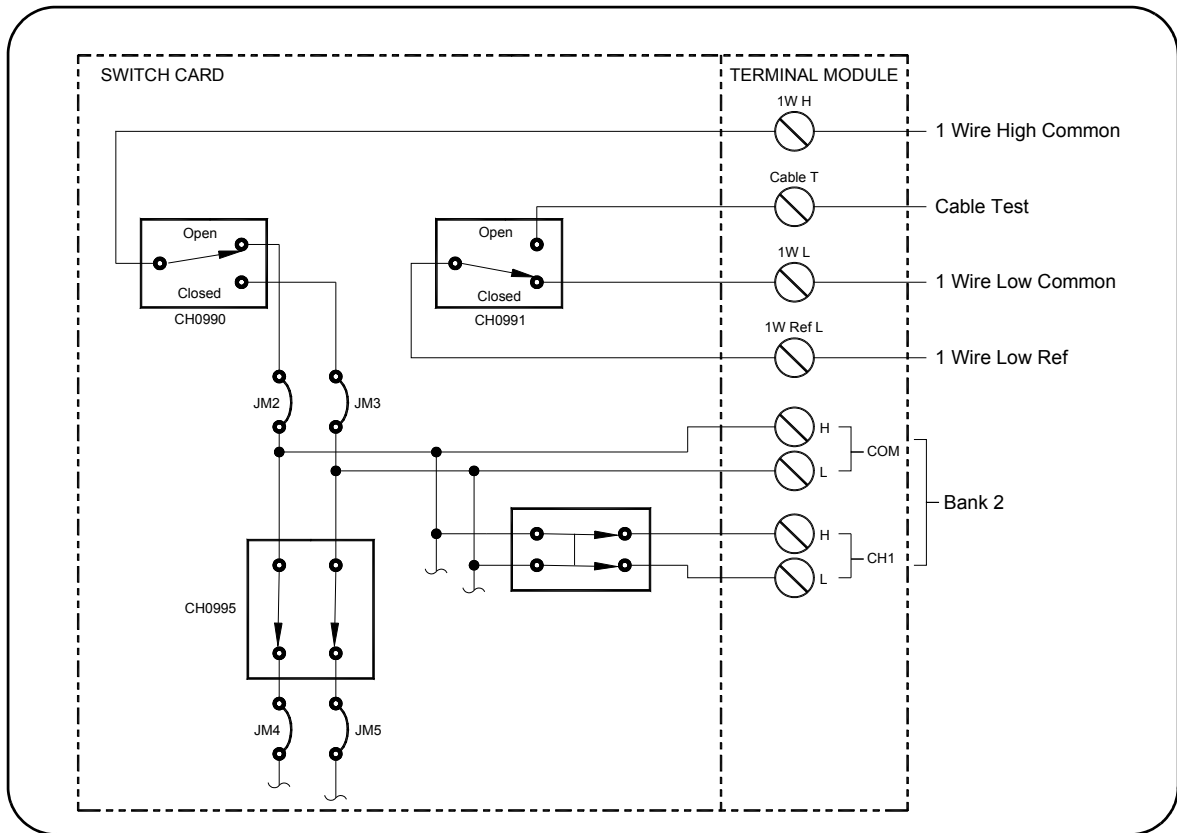 SWITCH CARD
TERMINAL MODULE
1W H
1 Wire High Common
Cable T
Cable Test
Open
Closed
CH0990
Open
Closed
CH0991
1W L
1 Wire Low Common
1W Ref L
1 Wire Low Ref
JM2
JM3
H
L
COM
H
L
CH1
Bank 2
CH0995
JM4
JM5